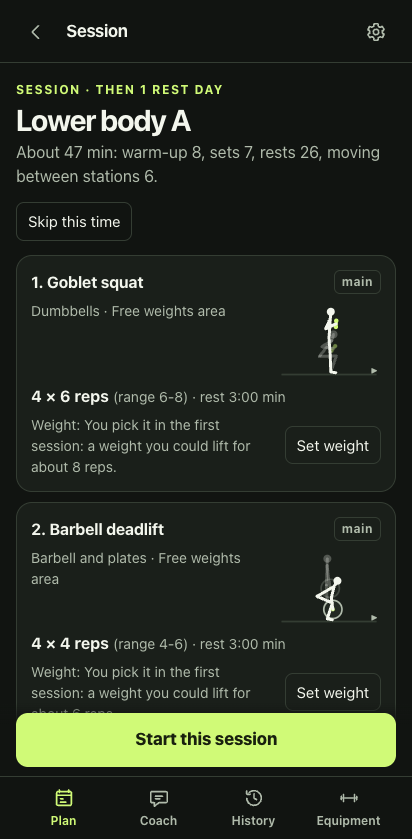 Session
SESSION · THEN 1 REST DAY
Lower body A
About 47 min: warm-up 8, sets 7, rests 26, moving
between stations 6.
Skip this time
1. Goblet squat
main
Dumbbells · Free weights area
4 × 6 reps (range 6-8) · rest 3:00 min
Weight: You pick it in the first
session: a weight you could lift for
about 8 reps.
Set weight
2. Barbell deadlift
main
Barbell and plates · Free weights
area
4 × 4 reps (range 4-6) · rest 3:00 min
Weight: You pick it in the first
session: a weight you could lift for
about 6 reps.
Set weight
Start this session
Plan
Coach
History
Equipment